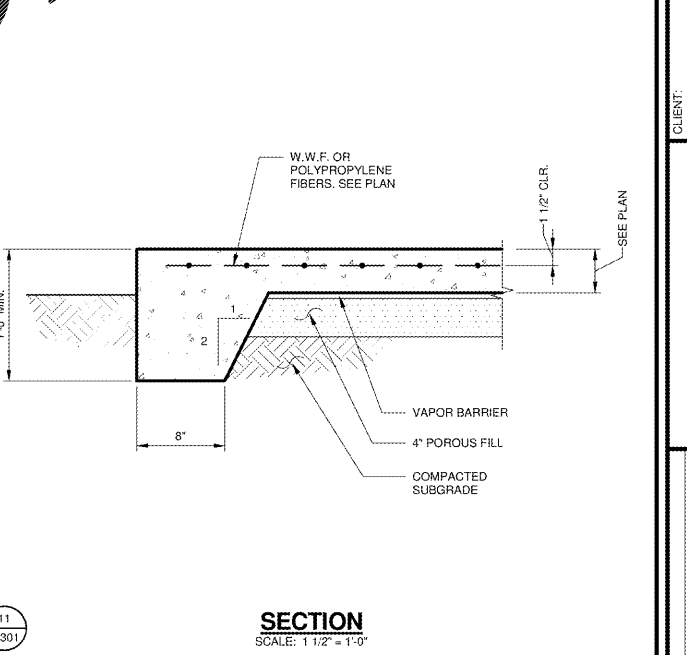 CLIENT:
W.W.F. OR
POLYPROPYLENE
FIBERS. SEE PLAN
1 1/2" CLR.
SEE PLAN
1
2
8"
VAPOR BARRIER
4" POROUS FILL
COMPACTED
SUBGRADE
11
301
SECTION
SCALE: 1 1/2" = 1'-0"